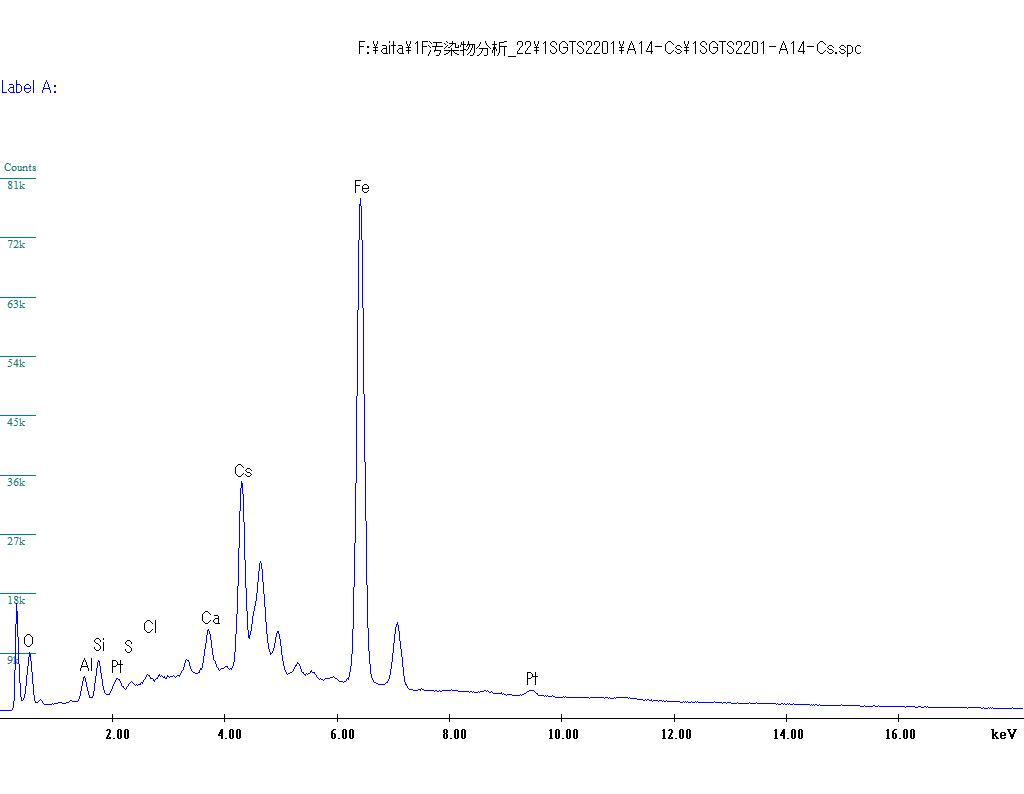 F:\aita\1F汚染物分析_22\1SGTS2201\A14-Cs\1SGTS2201-A14-Cs.spc
Label A:
Counts
81k
Fe
72k
63k
54k
45k
Cs
36k
27k
18k
Ca
Cl
O
Si
S
9k
Al
Pt
Pt
2.00 4.00 6.00 8.00 10.00 12.00 14.00 16.00 keV